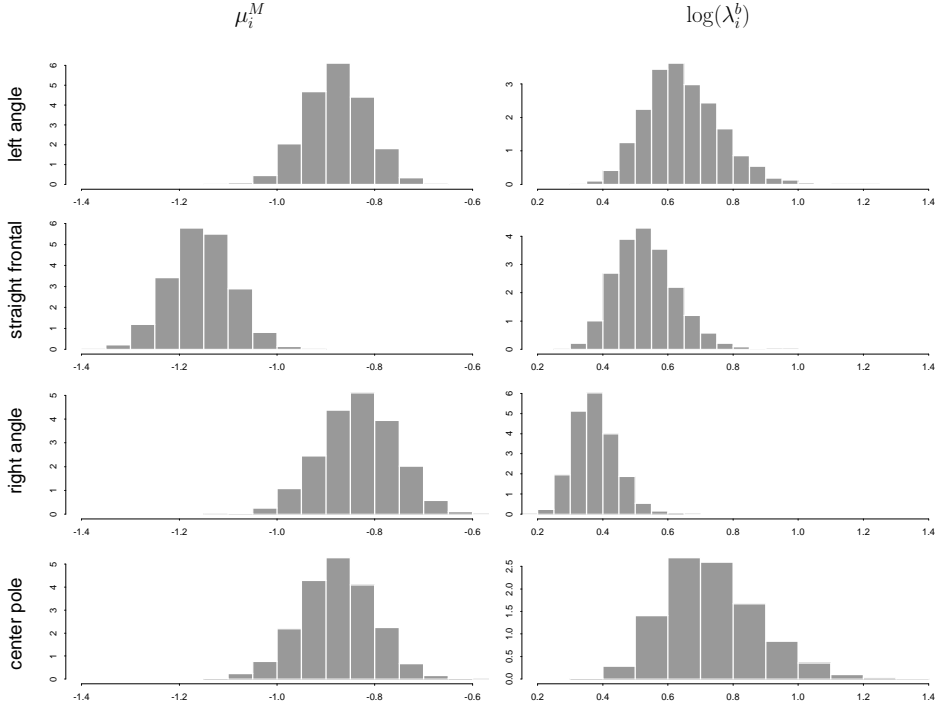 μ_i^M
log(λ_i^b)
left angle
0 1 2 3 4 5 6
-1.4 -1.2 -1.0 -0.8 -0.6
0 1 2 3
0.2 0.4 0.6 0.8 1.0 1.2 1.4
straight frontal
0 1 2 3 4 5 6
-1.4 -1.2 -1.0 -0.8 -0.6
0 1 2 3 4
0.2 0.4 0.6 0.8 1.0 1.2 1.4
right angle
0 1 2 3 4 5
-1.4 -1.2 -1.0 -0.8 -0.6
0 1 2 3 4 5 6
0.2 0.4 0.6 0.8 1.0 1.2 1.4
center pole
0 1 2 3 4 5
-1.4 -1.2 -1.0 -0.8 -0.6
0.0 0.5 1.0 1.5 2.0 2.5
0.2 0.4 0.6 0.8 1.0 1.2 1.4